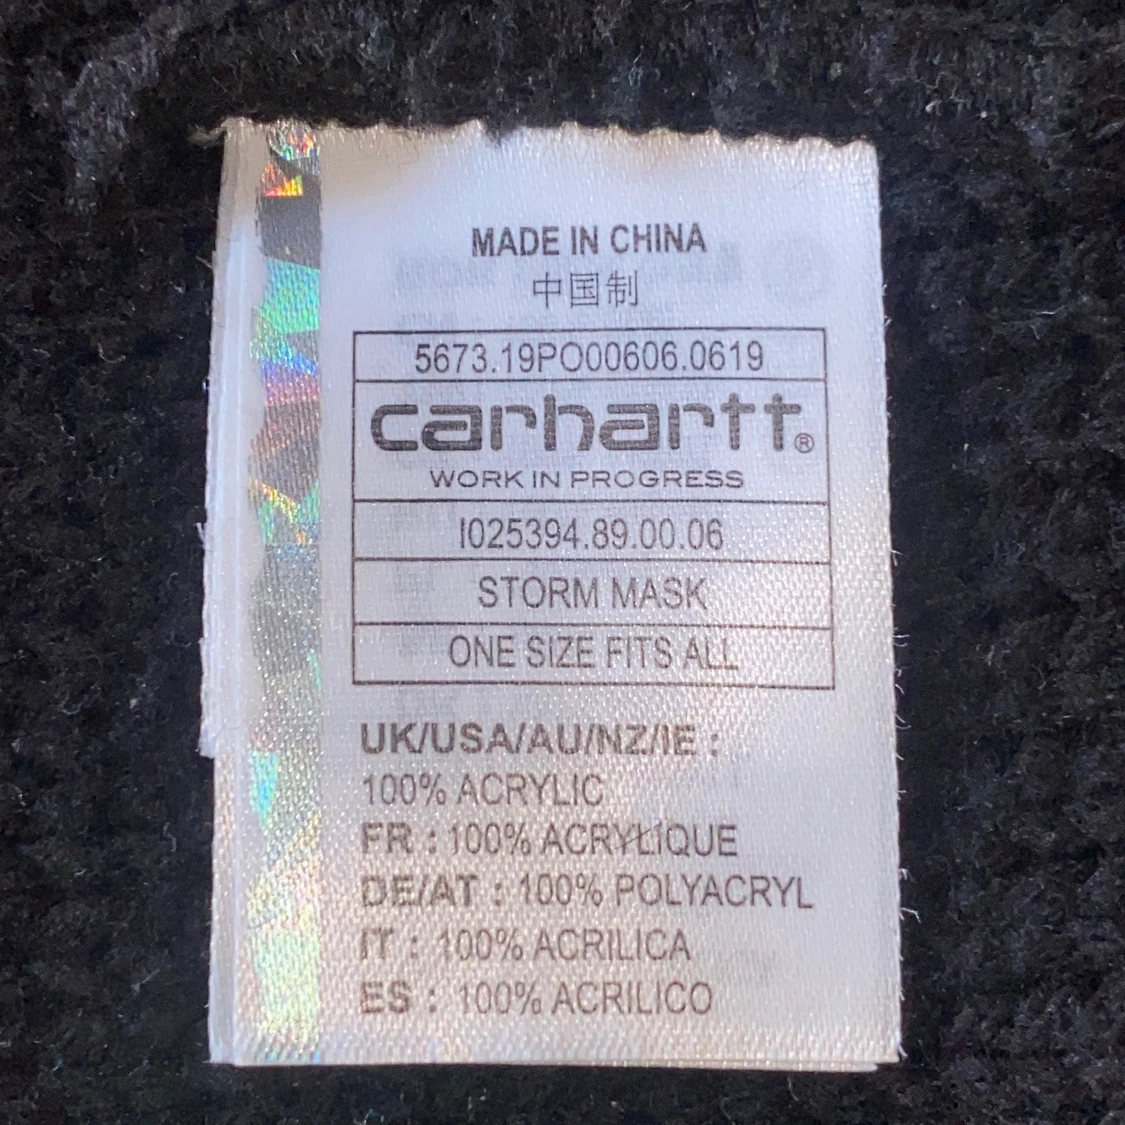 MADE IN CHINA
中国制
5673.19PO00606.0619
carhartt®
WORK IN PROGRESS
I025394.89.00.06
STORM MASK
ONE SIZE FITS ALL
UK/USA/AU/NZ/IE :
100% ACRYLIC
FR : 100% ACRYLIQUE
DE/AT : 100% POLYACRYL
IT : 100% ACRILICA
ES : 100% ACRILICO